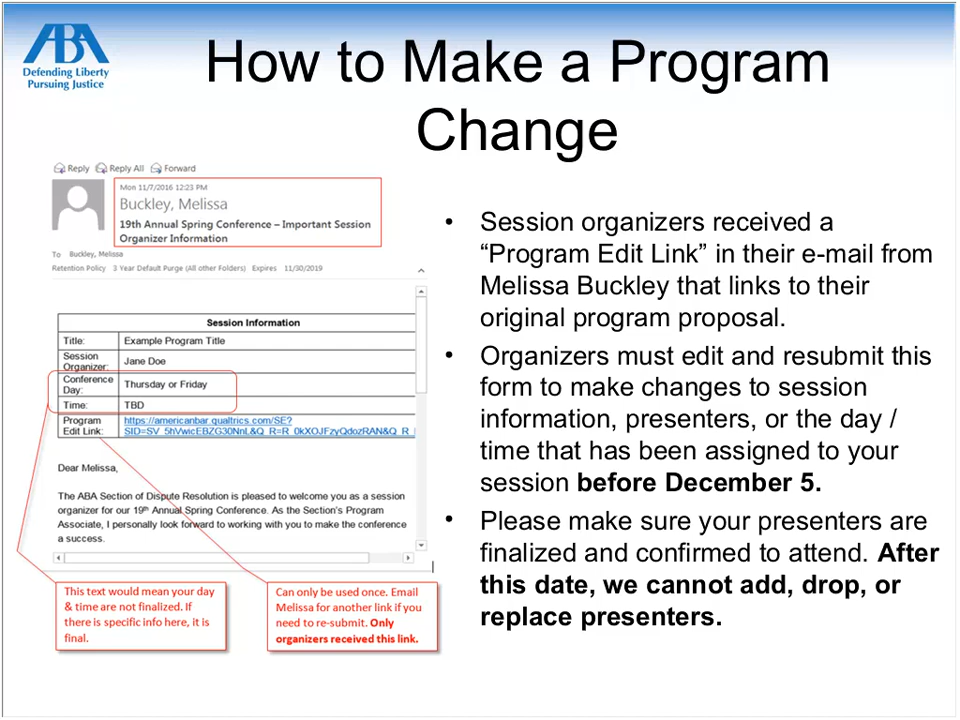 ABA
Defending Liberty
Pursuing Justice
How to Make a Program
Change
Reply Reply All Forward
Mon 11/7/2016 12:23 PM
Buckley, Melissa
19th Annual Spring Conference – Important Session
Organizer Information
To Buckley, Melissa
Retention Policy 3 Year Default Purge (All other Folders) Expires 11/30/2019
Session Information
Title: Example Program Title
Session
Organizer: Jane Doe
Conference
Day: Thursday or Friday
Time: TBD
Program https://americanbar.qualtrics.com/SE?
Edit Link: SID=SV_5hVwicEBZG30NnL&Q_R=R_0kXOJFzyQdozRAN&Q_R_
Dear Melissa,
The ABA Section of Dispute Resolution is pleased to welcome you as a session
organizer for our 19th Annual Spring Conference. As the Section's Program
Associate, I personally look forward to working with you to make the conference
a success.
This text would mean your day
& time are not finalized. If
there is specific info here, it is
final.
Can only be used once. Email
Melissa for another link if you
need to re-submit. Only
organizers received this link.
• Session organizers received a
“Program Edit Link” in their e-mail from
Melissa Buckley that links to their
original program proposal.
• Organizers must edit and resubmit this
form to make changes to session
information, presenters, or the day /
time that has been assigned to your
session before December 5.
• Please make sure your presenters are
finalized and confirmed to attend. After
this date, we cannot add, drop, or
replace presenters.